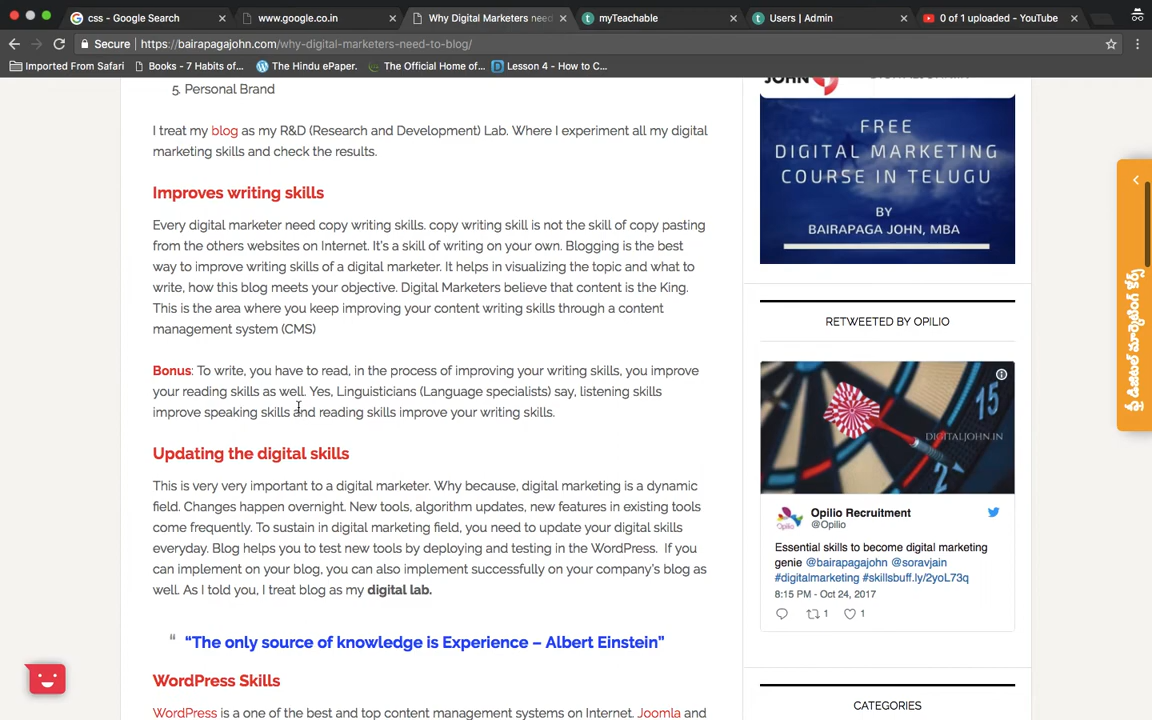 css - Google Search
www.google.co.in
Why Digital Marketers need
myTeachable
Users | Admin
0 of 1 uploaded - YouTube
Secure | https://bairapagajohn.com/why-digital-marketers-need-to-blog/
Imported From Safari
Books - 7 Habits of...
The Hindu ePaper.
The Official Home of...
Lesson 4 - How to C...
5. Personal Brand
I treat my blog as my R&D (Research and Development) Lab. Where I experiment all my digital
marketing skills and check the results.
Improves writing skills
Every digital marketer need copy writing skills. copy writing skill is not the skill of copy pasting
from the others websites on Internet. It's a skill of writing on your own. Blogging is the best
way to improve writing skills of a digital marketer. It helps in visualizing the topic and what to
write, how this blog meets your objective. Digital Marketers believe that content is the King.
This is the area where you keep improving your content writing skills through a content
management system (CMS)
Bonus: To write, you have to read, in the process of improving your writing skills, you improve
your reading skills as well. Yes, Linguisticians (Language specialists) say, listening skills
improve speaking skills and reading skills improve your writing skills.
Updating the digital skills
This is very very important to a digital marketer. Why because, digital marketing is a dynamic
field. Changes happen overnight. New tools, algorithm updates, new features in existing tools
come frequently. To sustain in digital marketing field, you need to update your digital skills
everyday. Blog helps you to test new tools by deploying and testing in the WordPress. If you
can implement on your blog, you can also implement successfully on your company's blog as
well. As I told you, I treat blog as my digital lab.
" "The only source of knowledge is Experience – Albert Einstein"
WordPress Skills
WordPress is a one of the best and top content management systems on Internet. Joomla and
JOHN
FREE
DIGITAL MARKETING
COURSE IN TELUGU
BY
BAIRAPAGA JOHN, MBA
RETWEETED BY OPILIO
15
2
DIGITALJOHN.IN
Opilio Recruitment
@Opilio
Essential skills to become digital marketing
genie @bairapagajohn @soravjain
#digitalmarketing #skillsbuff.ly/2yoL73q
8:15 PM - Oct 24, 2017
1
1
CATEGORIES
ఫ్రీ డిజిటల్ మార్కెటింగ్ కోర్స్